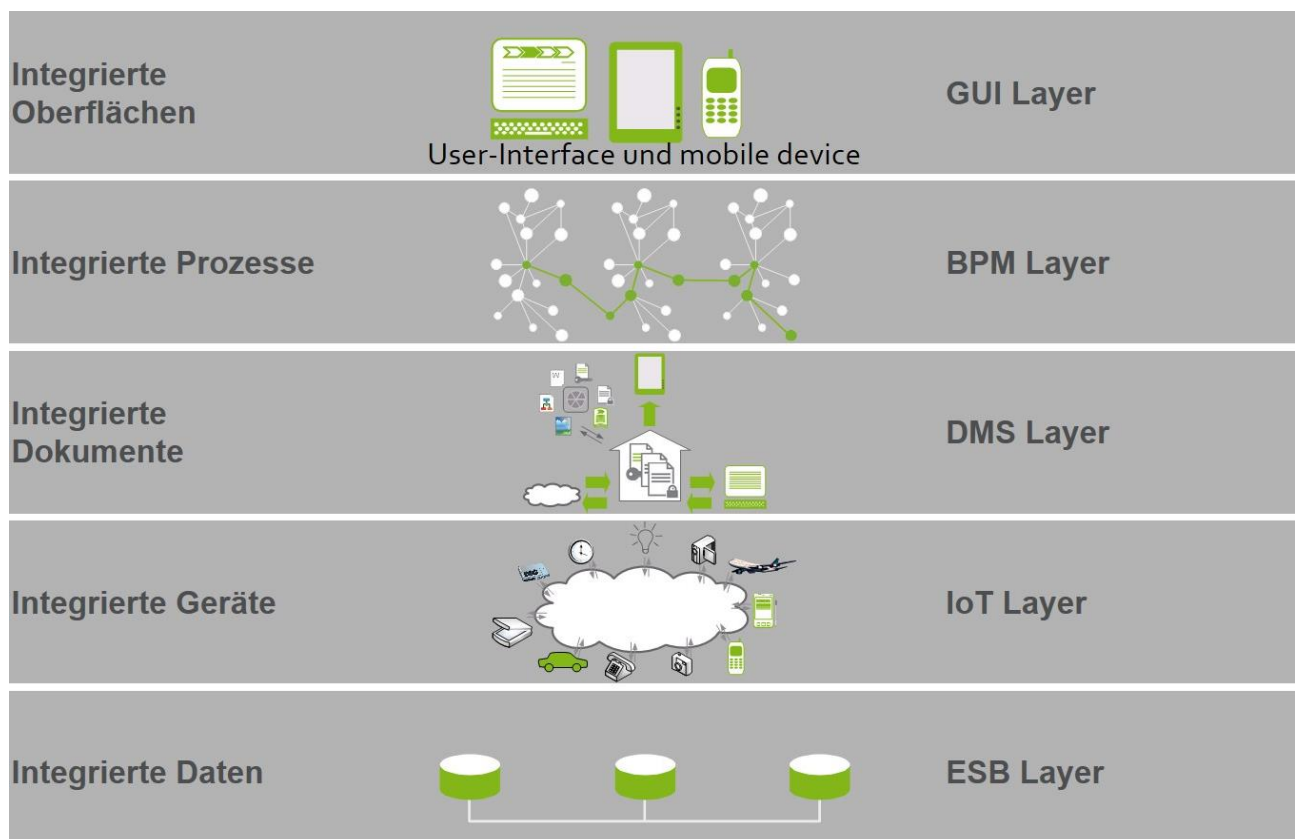 Integrierte
Oberflächen
GUI Layer
User-Interface und mobile device
Integrierte Prozesse
BPM Layer
Integrierte
Dokumente
W
DMS Layer
Integrierte Geräte
IoT Layer
Integrierte Daten
ESB Layer